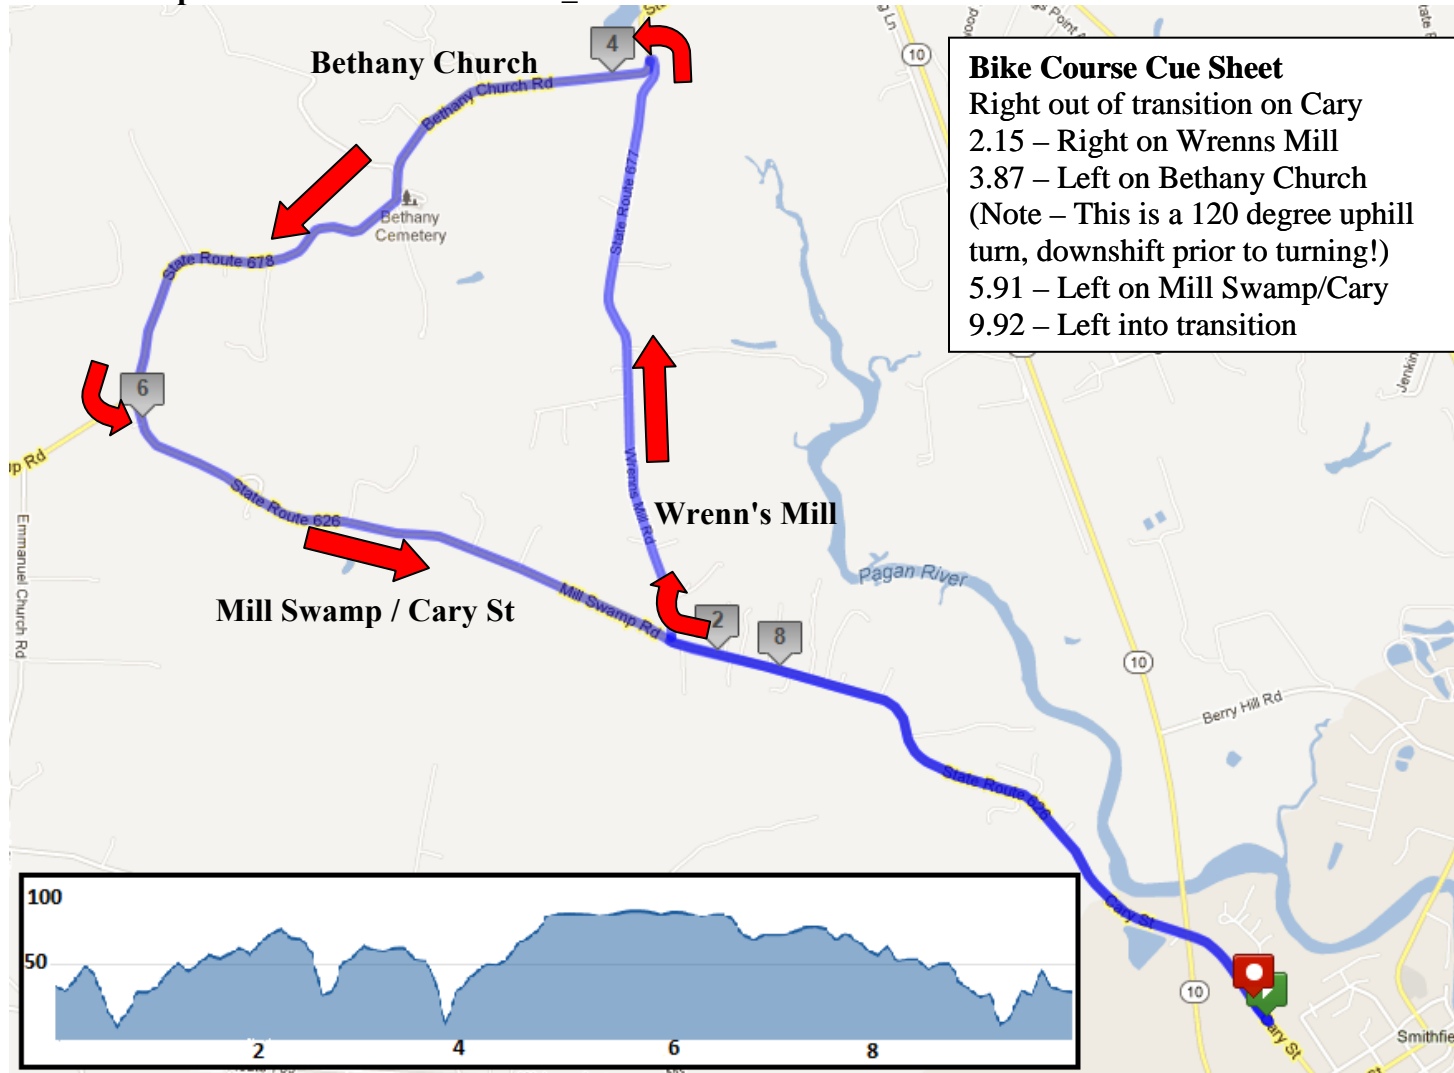 Bethany Church
4
Bethany Church Rd
10
Bike Course Cue Sheet
Right out of transition on Cary
2.15 – Right on Wrenns Mill
3.87 – Left on Bethany Church
(Note – This is a 120 degree uphill
turn, downshift prior to turning!)
5.91 – Left on Mill Swamp/Cary
9.92 – Left into transition
State Route 677
Bethany
Cemetery
State Route 678
6
Wrenns Mill Rd
State Route 626
Wrenn's Mill
Emmanuel Church Rd
Mill Swamp / Cary St
Mill Swamp Rd
2
8
Pagan River
10
Berry Hill Rd
State Route 626
Cary St
10
Cary St
100
50
2
4
6
8